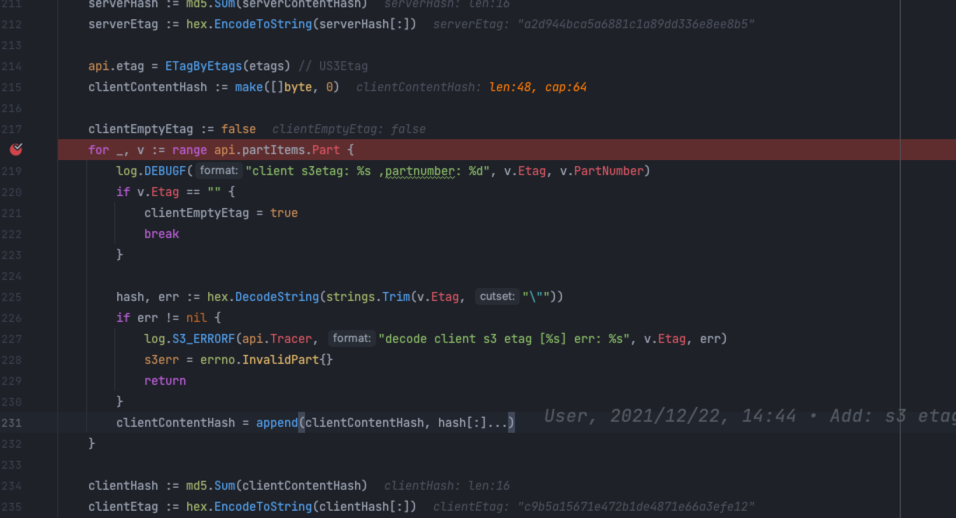 211 serverHash := md5.Sum(serverContentHash) serverHash: len:16
212 serverEtag := hex.EncodeToString(serverHash[:]) serverEtag: "a2d944bca5a6881c1a89dd336e8ee8b5"
213
214 api.etag = ETagByEtags(etags) // US3Etag
215 clientContentHash := make([]byte, 0) clientContentHash: len:48, cap:64
216
217 clientEmptyEtag := false clientEmptyEtag: false
for _, v := range api.partItems.Part {
219 log.DEBUGF( format: "client s3etag: %s ,partnumber: %d", v.Etag, v.PartNumber)
220 if v.Etag == "" {
221 clientEmptyEtag = true
222 break
223 }
224
225 hash, err := hex.DecodeString(strings.Trim(v.Etag, cutset: "\""))
226 if err != nil {
227 log.S3_ERRORF(api.Tracer, format: "decode client s3 etag [%s] err: %s", v.Etag, err)
228 s3err = errno.InvalidPart{}
229 return
230 }
231 clientContentHash = append(clientContentHash, hash[:]...) User, 2021/12/22, 14:44 • Add: s3 etag
232 }
233
234 clientHash := md5.Sum(clientContentHash) clientHash: len:16
235 clientEtag := hex.EncodeToString(clientHash[:]) clientEtag: "c9b5a15671e472b1de4871e66a3efe12"